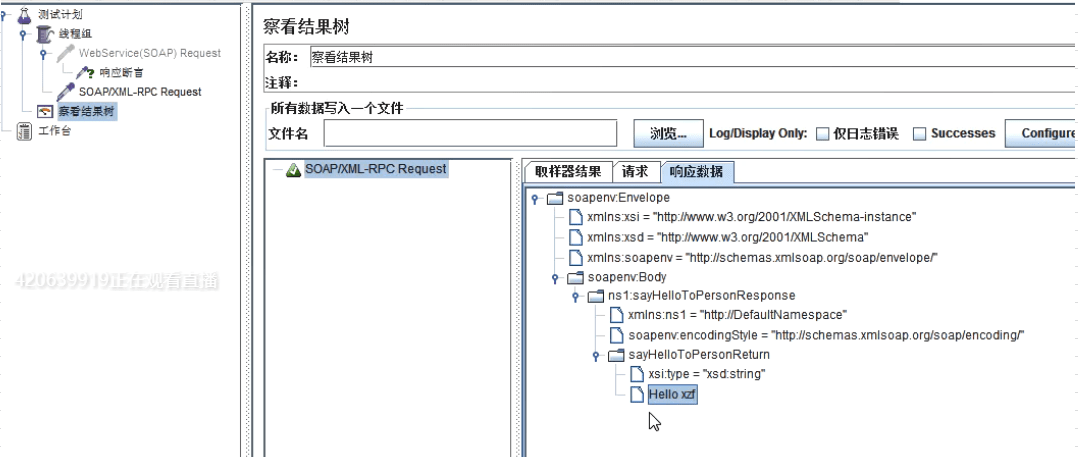 测试计划
线程组
WebService(SOAP) Request
响应断言
SOAP/XML-RPC Request
察看结果树
工作台
420639919正在观看直播
察看结果树
名称： 察看结果树
注释：
所有数据写入一个文件
文件名 浏览... Log/Display Only: 仅日志错误 Successes Configure
SOAP/XML-RPC Request
取样器结果 请求 响应数据
soapenv:Envelope
xmlns:xsi = "http://www.w3.org/2001/XMLSchema-instance"
xmlns:xsd = "http://www.w3.org/2001/XMLSchema"
xmlns:soapenv = "http://schemas.xmlsoap.org/soap/envelope/"
soapenv:Body
ns1:sayHelloToPersonResponse
xmlns:ns1 = "http://DefaultNamespace"
soapenv:encodingStyle = "http://schemas.xmlsoap.org/soap/encoding/"
sayHelloToPersonReturn
xsi:type = "xsd:string"
Hello xzf